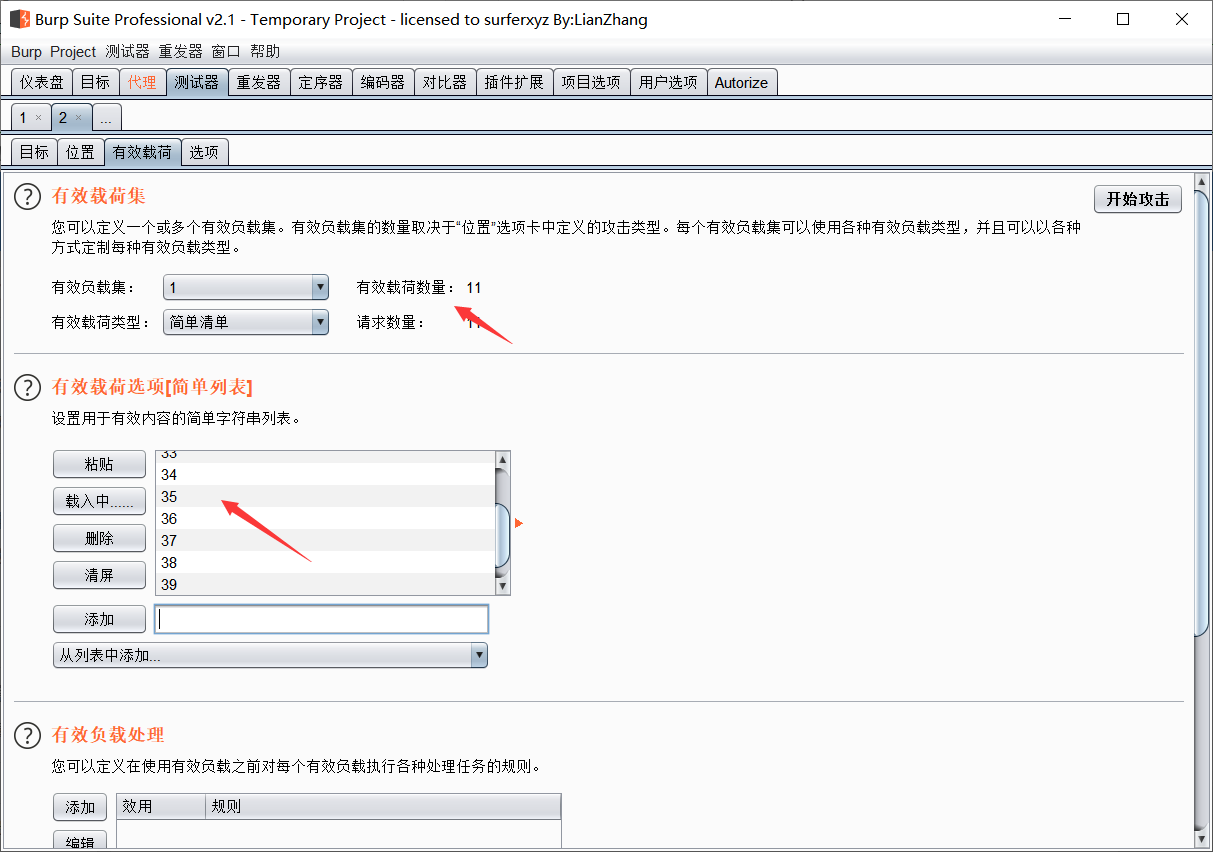 Burp Suite Professional v2.1 - Temporary Project - licensed to surferxyz By:LianZhang
Burp Project 测试器 重发器 窗口 帮助
仪表盘 目标 代理 测试器 重发器 定序器 编码器 对比器 插件扩展 项目选项 用户选项 Autorize
1 × 2 × ...
目标 位置 有效载荷 选项
? 有效载荷集 开始攻击
您可以定义一个或多个有效负载集。有效负载集的数量取决于“位置”选项卡中定义的攻击类型。每个有效负载集可以使用各种有效负载类型，并且可以以各种
方式定制每种有效负载类型。
有效负载集： 1 有效载荷数量： 11
有效载荷类型： 简单清单 请求数量： 11
? 有效载荷选项[简单列表]
设置用于有效内容的简单字符串列表。
粘贴 33
34
载入中...... 35
36
删除 37
清屏 38
39
添加
从列表中添加...
? 有效负载处理
您可以定义在使用有效负载之前对每个有效负载执行各种处理任务的规则。
添加 效用 规则
编辑